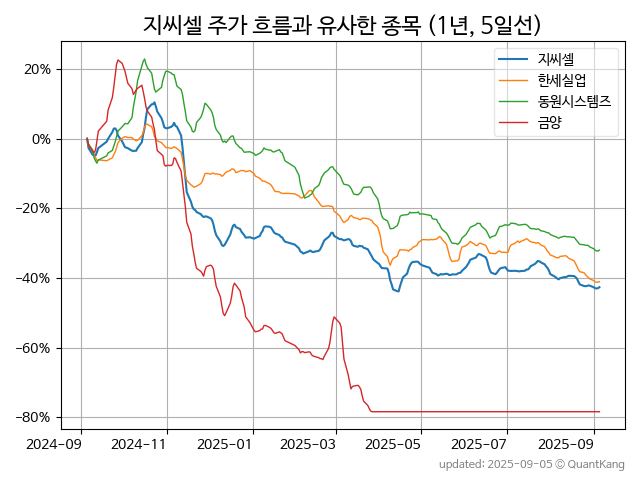 지씨셀 주가 흐름과 유사한 종목 (1년, 5일선)
지씨셀
한세실업
동원시스템즈
금양
20%
0%
−20%
−40%
−60%
−80%
2024-09
2024-11
2025-01
2025-03
2025-05
2025-07
2025-09
updated: 2025-09-05 © QuantKang